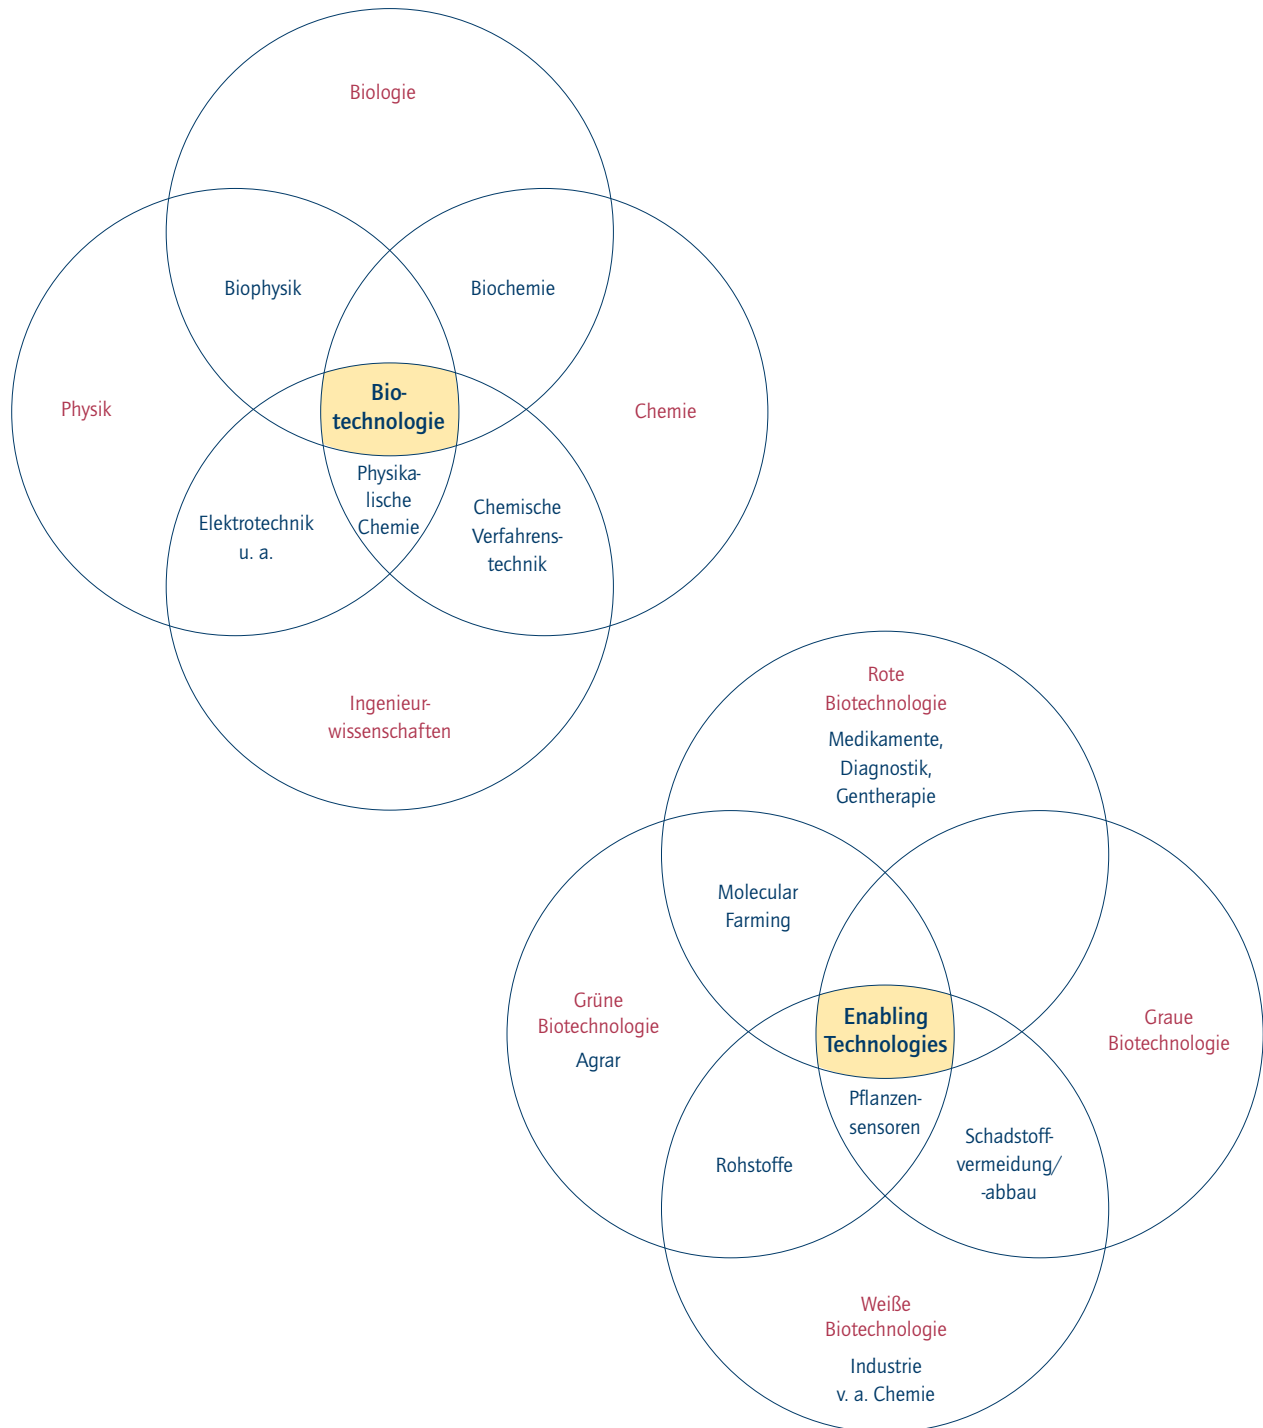 Biologie
Biophysik
Biochemie
Physik
Bio-
technologie
Chemie
Physika-
lische
Chemie
Elektrotechnik
u. a.
Chemische
Verfahrens-
technik
Ingenieur-
wissenschaften
Rote
Biotechnologie
Medikamente,
Diagnostik,
Gentherapie
Molecular
Farming
Grüne
Biotechnologie
Agrar
Enabling
Technologies
Graue
Biotechnologie
Pflanzen-
sensoren
Rohstoffe
Schadstoff-
vermeidung/
-abbau
Weiße
Biotechnologie
Industrie
v. a. Chemie